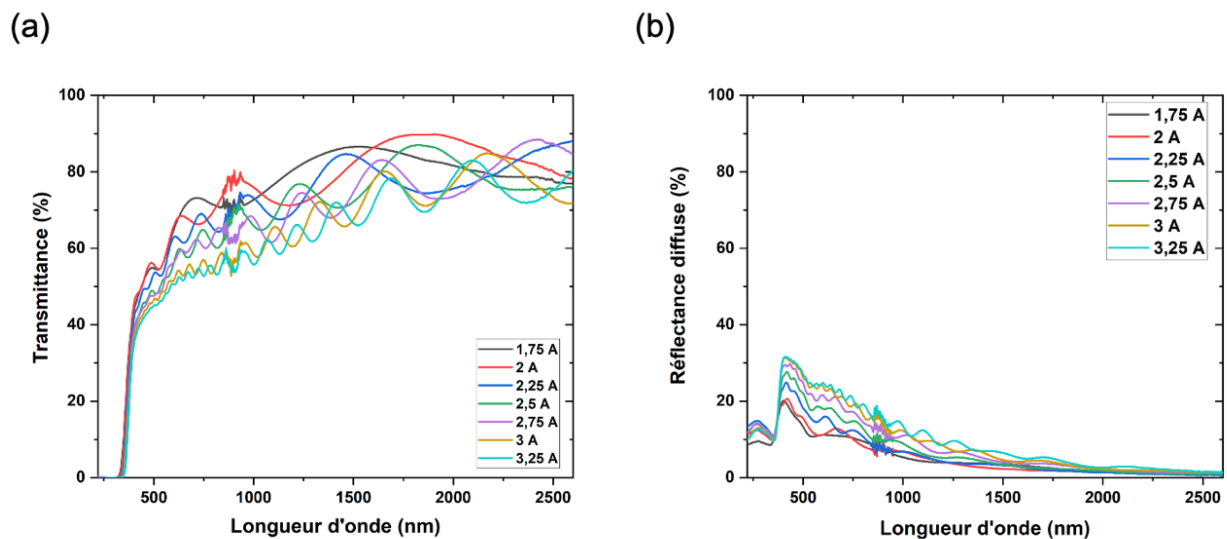 (a)
Transmittance (%)
100
80
60
40
20
0
500
1000
1500
2000
2500
Longueur d'onde (nm)
1,75 A
2 A
2,25 A
2,5 A
2,75 A
3 A
3,25 A
(b)
Réflectance diffuse (%)
100
80
60
40
20
0
500
1000
1500
2000
2500
Longueur d'onde (nm)
1,75 A
2 A
2,25 A
2,5 A
2,75 A
3 A
3,25 A